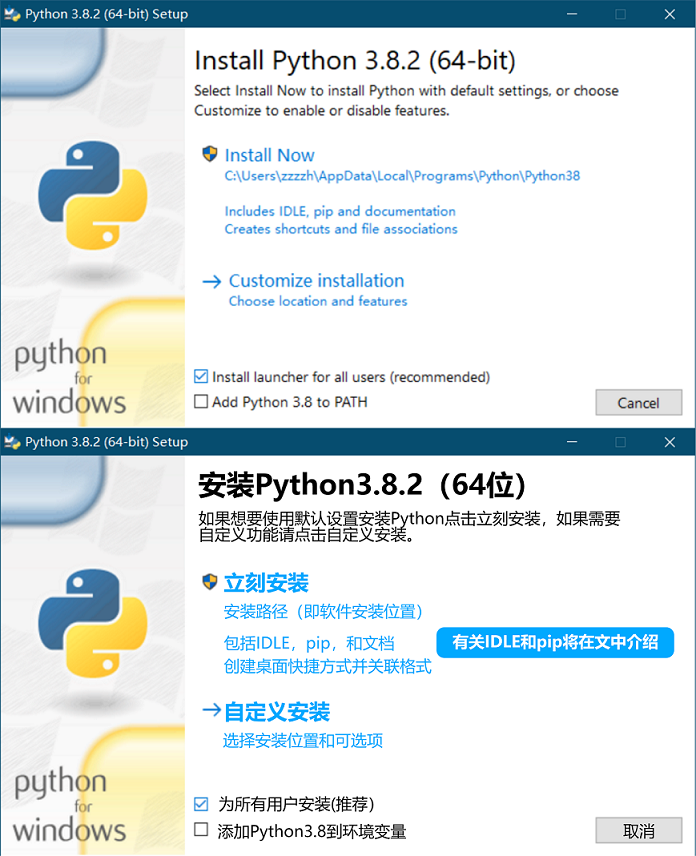 Python 3.8.2 (64-bit) Setup
Install Python 3.8.2 (64-bit)
Select Install Now to install Python with default settings, or choose
Customize to enable or disable features.
Install Now
C:\Users\zzzzh\AppData\Local\Programs\Python\Python38
Includes IDLE, pip and documentation
Creates shortcuts and file associations
Customize installation
Choose location and features
python
for
windows
Install launcher for all users (recommended)
Add Python 3.8 to PATH
Cancel
Python 3.8.2 (64-bit) Setup
安装Python3.8.2（64位）
如果想要使用默认设置安装Python点击立刻安装，如果需要
自定义功能请点击自定义安装。
立刻安装
安装路径（即软件安装位置）
包括IDLE，pip，和文档
有关IDLE和pip将在文中介绍
创建桌面快捷方式并关联格式
自定义安装
选择安装位置和可选项
python
for
windows
为所有用户安装(推荐)
添加Python3.8到环境变量
取消